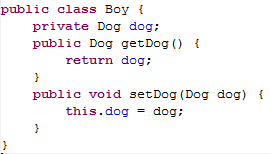 public class Boy {
    private Dog dog;
    public Dog getDog() {
        return dog;
    }
    public void setDog(Dog dog) {
        this.dog = dog;
    }
}